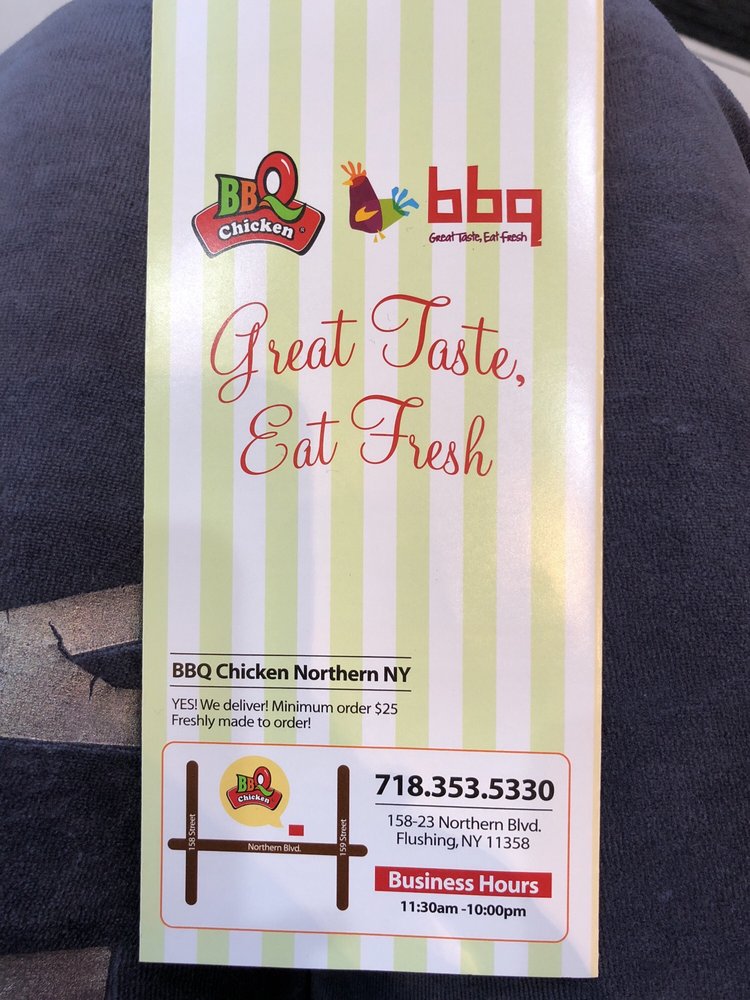 BBQ
Chicken
bbq
Great Taste, Eat Fresh
Great Taste,
Eat Fresh
BBQ Chicken Northern NY
YES! We deliver! Minimum order $25
Freshly made to order!
BBQ
Chicken
158 Street
Northern Blvd.
159 Street
718.353.5330
158-23 Northern Blvd.
Flushing, NY 11358
Business Hours
11:30am -10:00pm